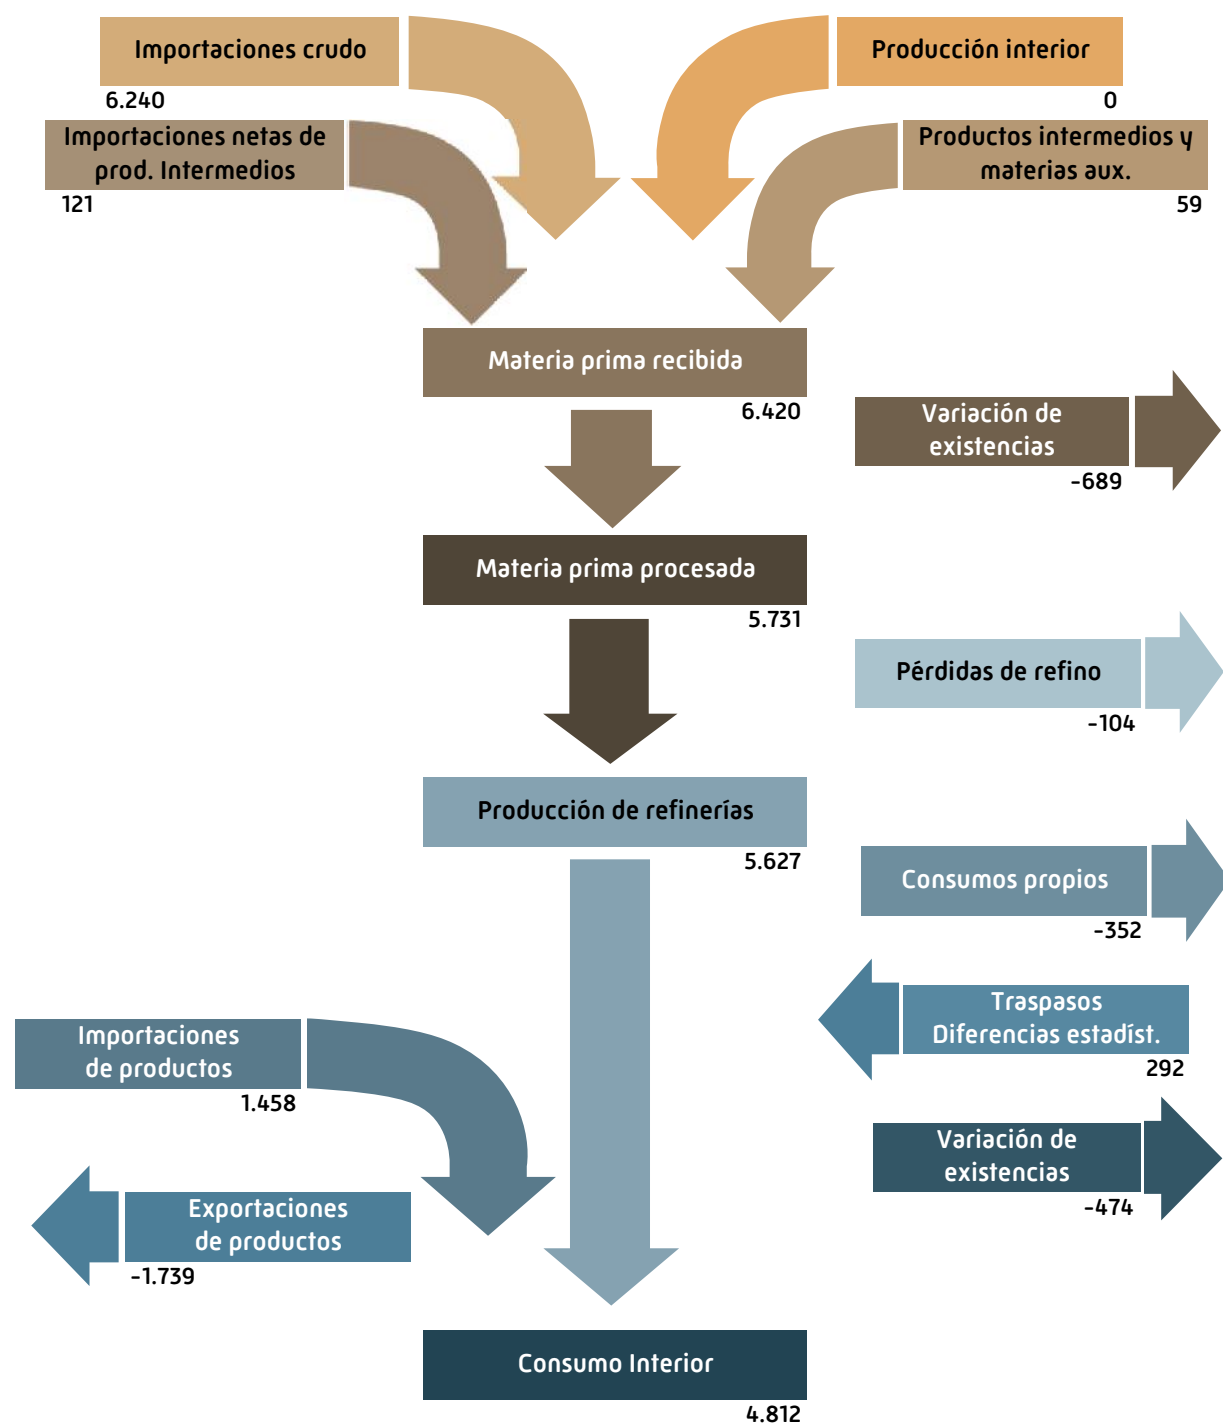 Importaciones crudo
6.240
Producción interior
0
Importaciones netas de
prod. Intermedios
121
Productos intermedios y
materias aux.
59
Materia prima recibida
6.420
Variación de
existencias
-689
Materia prima procesada
5.731
Pérdidas de refino
-104
Producción de refinerías
5.627
Consumos propios
-352
Traspasos
Diferencias estadíst.
292
Importaciones
de productos
1.458
Variación de
existencias
-474
Exportaciones
de productos
-1.739
Consumo Interior
4.812